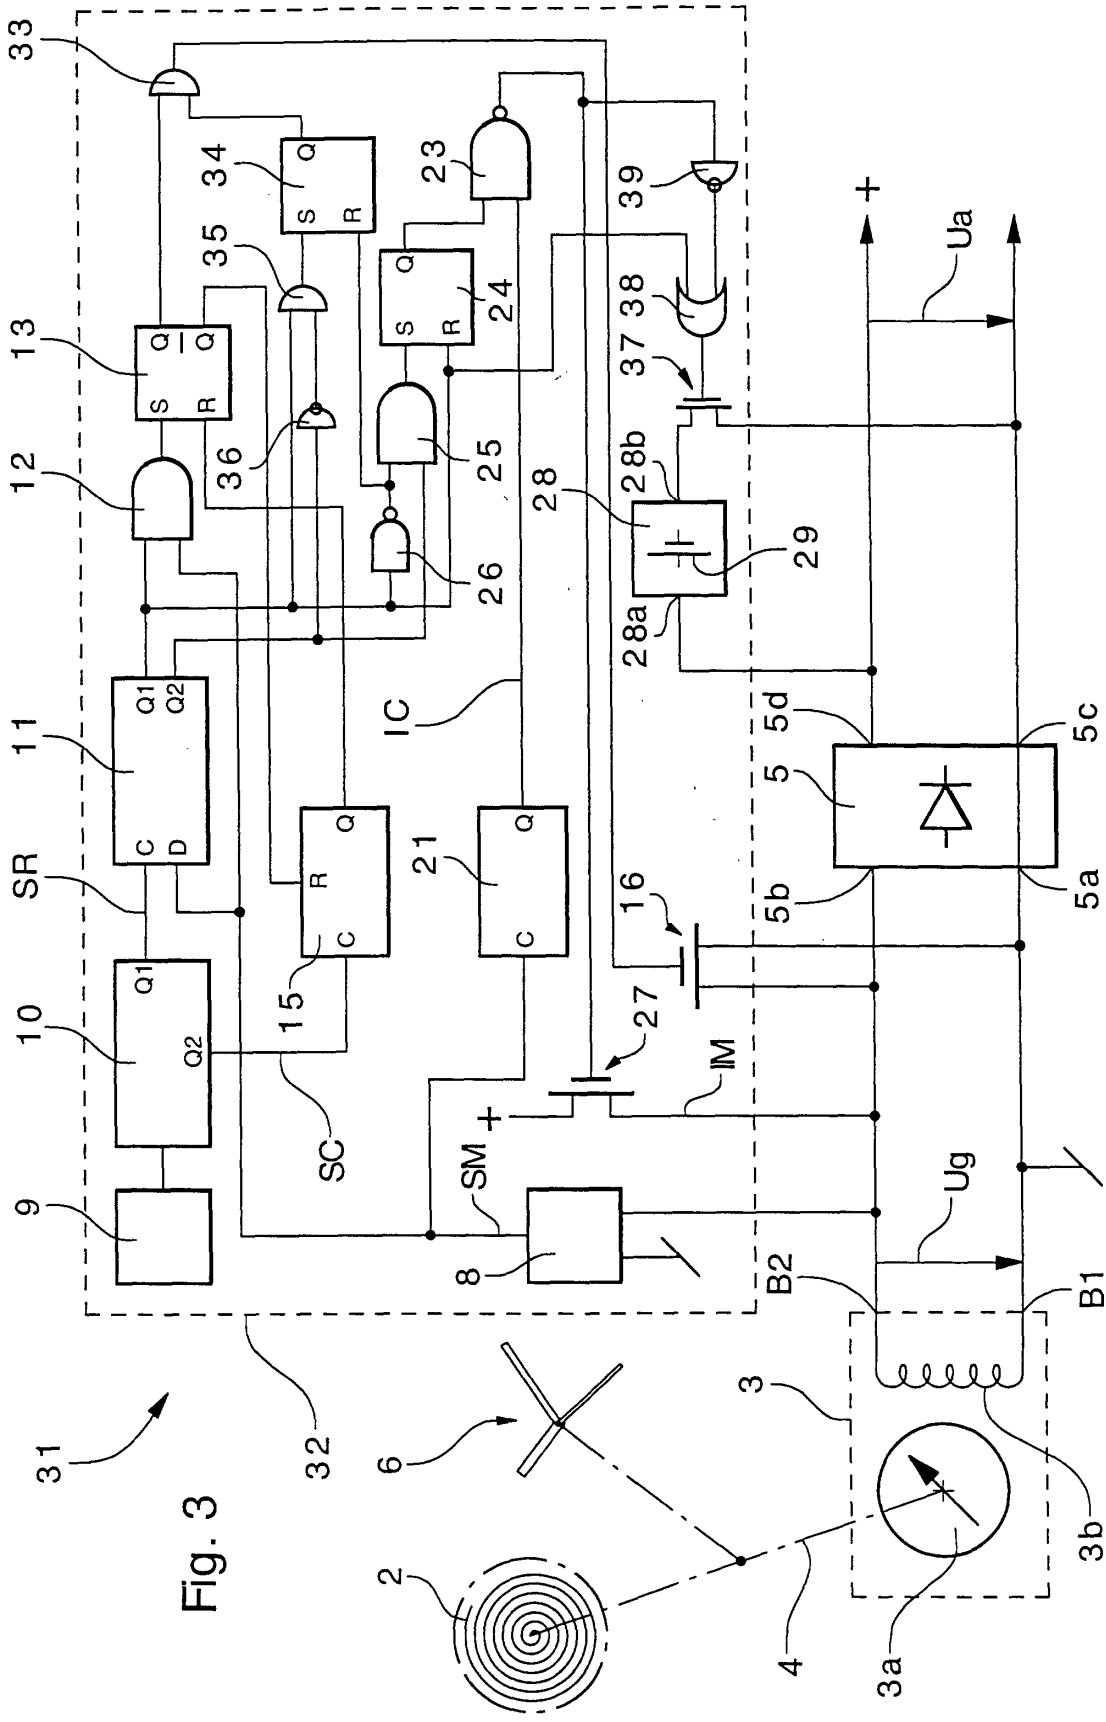 Fig. 3
31
32
33
9
10
Q1
Q2
SR
11
C
D
Q1
Q2
12
13
S
R
Q
Q
SC
15
C
R
Q
34
S
R
Q
35
36
21
C
Q
IC
26
25
24
S
R
Q
23
8
SM
+
27
IM
16
28
28a
28b
29
37
38
39
2
6
4
3
3a
3b
B2
B1
Ug
5
5b
5a
5d
5c
Ua
+